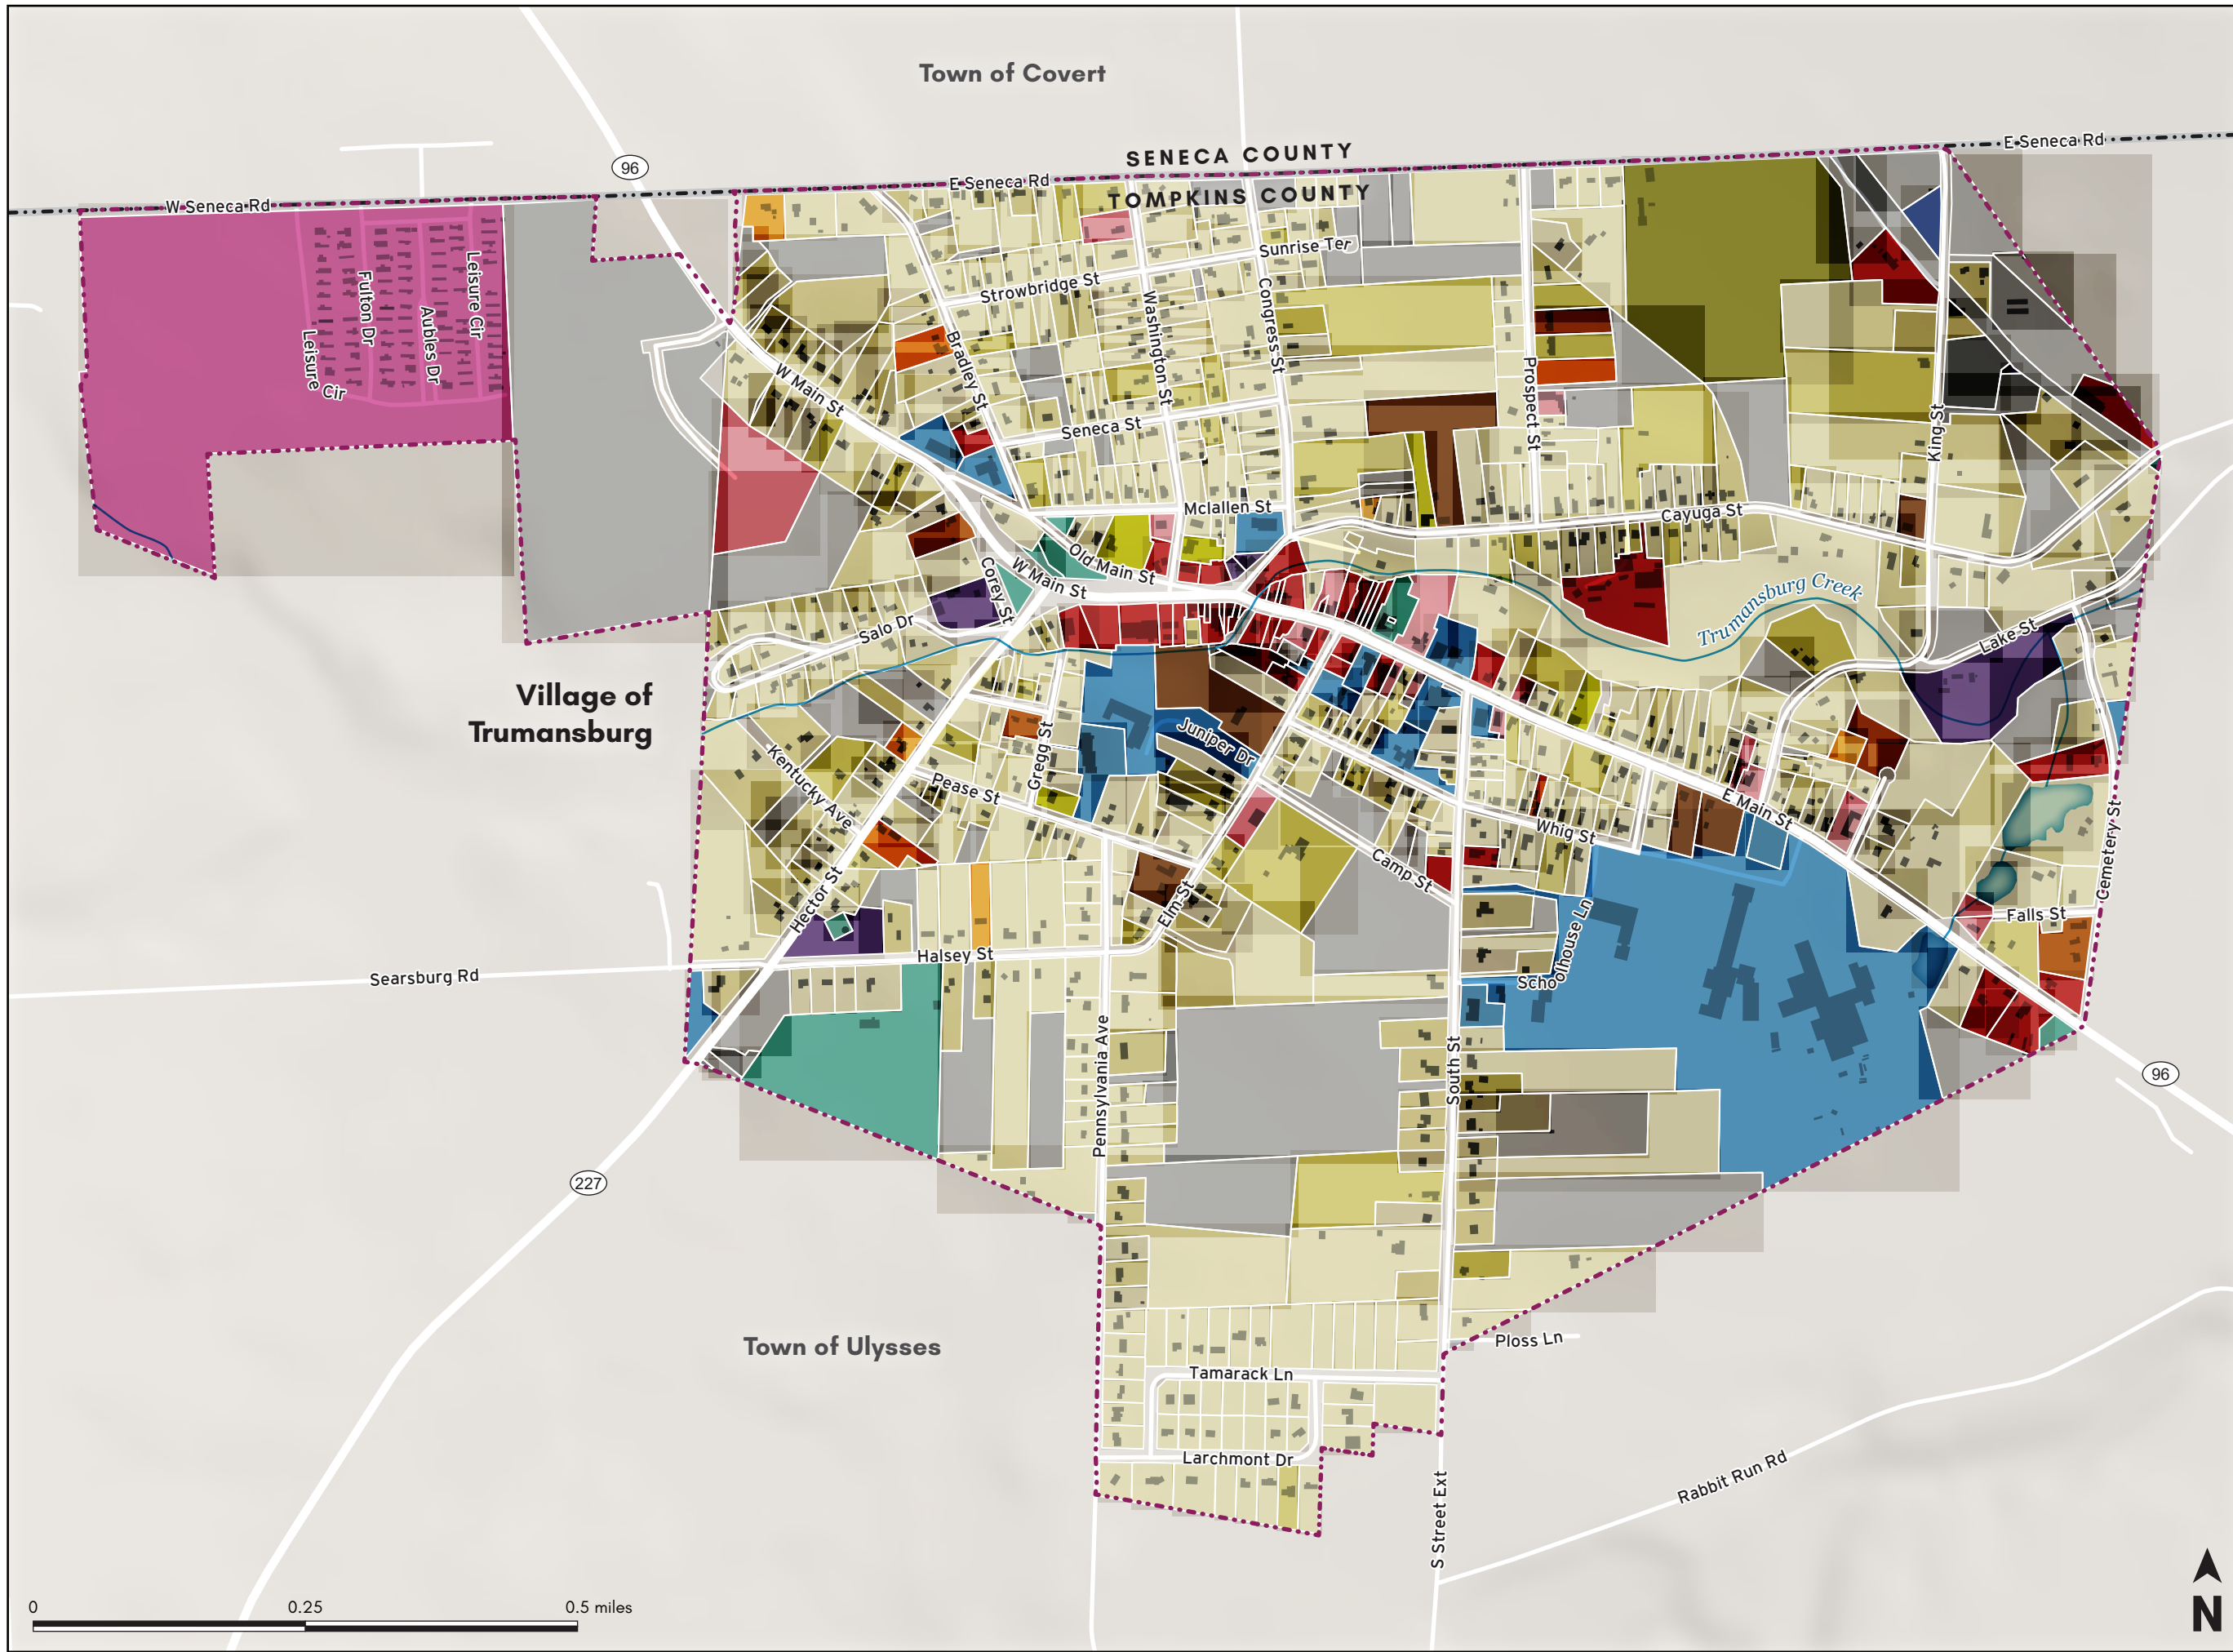 Town of Covert
SENECA COUNTY
TOMPKINS COUNTY
E Seneca Rd
E Seneca Rd
W Seneca Rd
96
Sunrise Ter
Strowbridge St
Leisure Cir
Fulton Dr
Aubles Dr
Leisure
Cir
Washington St
Congress St
Bradley St
W Main St
Prospect St
King St
Seneca St
Mclallen St
Cayuga St
Old Main St
W Main St
Corey St
Salo Dr
Trumansburg Creek
Lake St
Village of
Trumansburg
Juniper Dr
Gregg St
Kentucky Ave
Pease St
E Main St
Whig St
Camp St
Cemetery St
Hector St
Elm St
Falls St
Halsey St
Schoolhouse Ln
Searsburg Rd
Pennsylvania Ave
South St
96
227
Ploss Ln
Town of Ulysses
Tamarack Ln
Larchmont Dr
S Street Ext
Rabbit Run Rd
0 0.25 0.5 miles
N